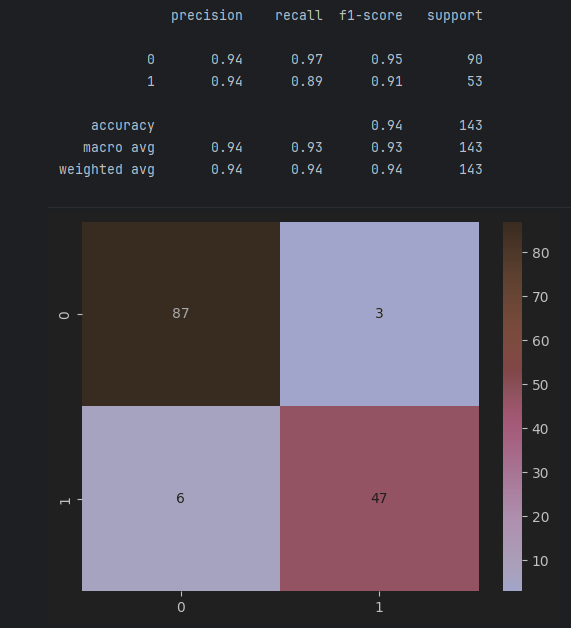 precision recall f1-score support
0 0.94 0.97 0.95 90
1 0.94 0.89 0.91 53
accuracy 0.94 143
macro avg 0.94 0.93 0.93 143
weighted avg 0.94 0.94 0.94 143
80
87 3
0
70
60
50
40
30
6 47
1
20
10
0 1